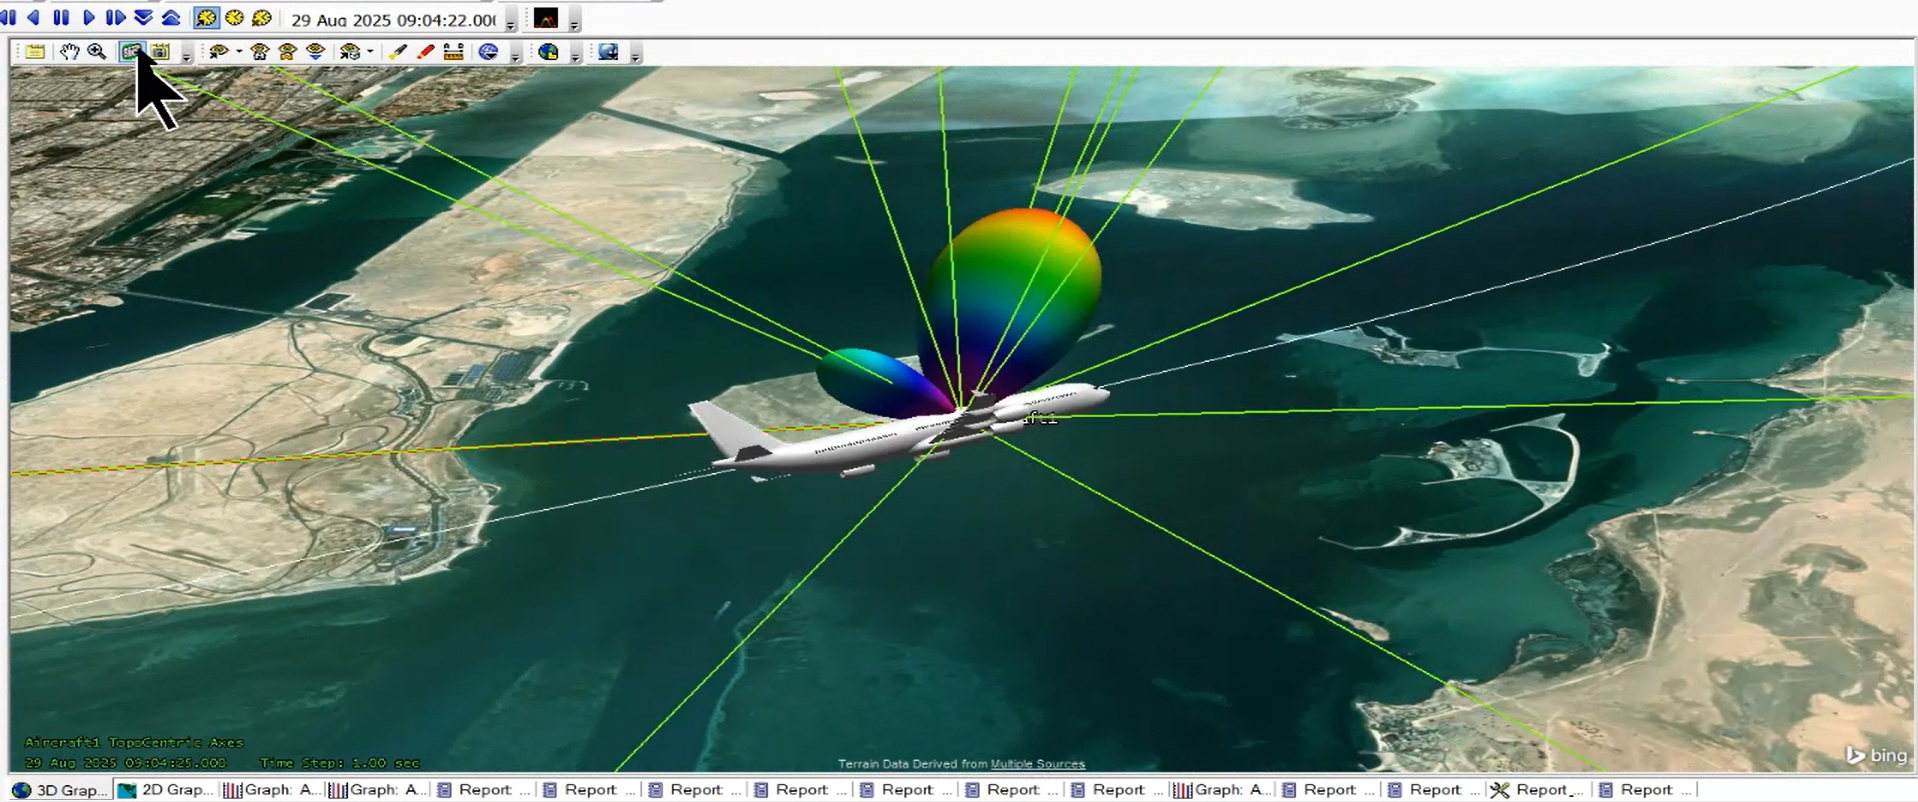 29 Aug 2025 09:04:22.000
Aircraft1 TopoCentric Axes
29 Aug 2025 09:04:25.000 Time Step: 1.00 sec
Terrain Data Derived from Multiple Sources
bing
3D Grap... 2D Grap... Graph: A... Graph: A... Report ... Report ... Report ... Report ... Report ... Report ... Report ... Graph: A... Report ... Report ... Report_... Report ...